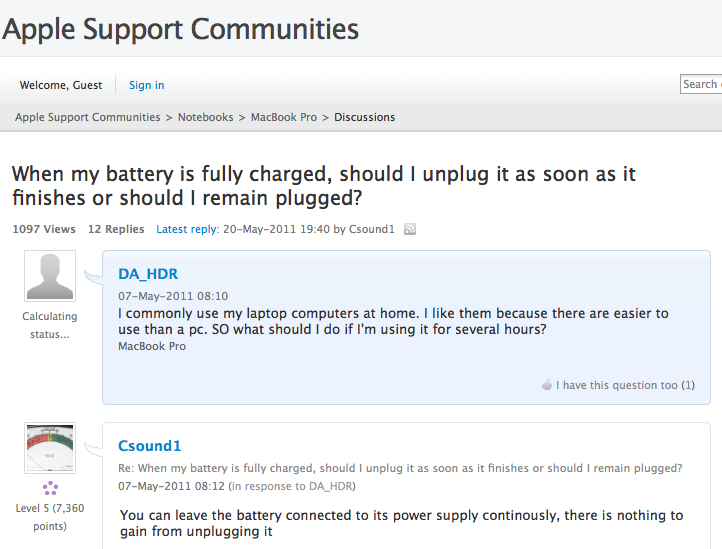 Apple Support Communities
Welcome, Guest Sign in
Search
Apple Support Communities > Notebooks > MacBook Pro > Discussions
When my battery is fully charged, should I unplug it as soon as it
finishes or should I remain plugged?
1097 Views 12 Replies Latest reply: 20-May-2011 19:40 by Csound1
DA_HDR
07-May-2011 08:10
I commonly use my laptop computers at home. I like them because there are easier to
use than a pc. SO what should I do if I'm using it for several hours?
MacBook Pro
Calculating
status...
I have this question too (1)
Csound1
Re: When my battery is fully charged, should I unplug it as soon as it finishes or should I remain plugged?
07-May-2011 08:12 (in response to DA_HDR)
Level 5 (7,360
points)
You can leave the battery connected to its power supply continously, there is nothing to
gain from unplugging it